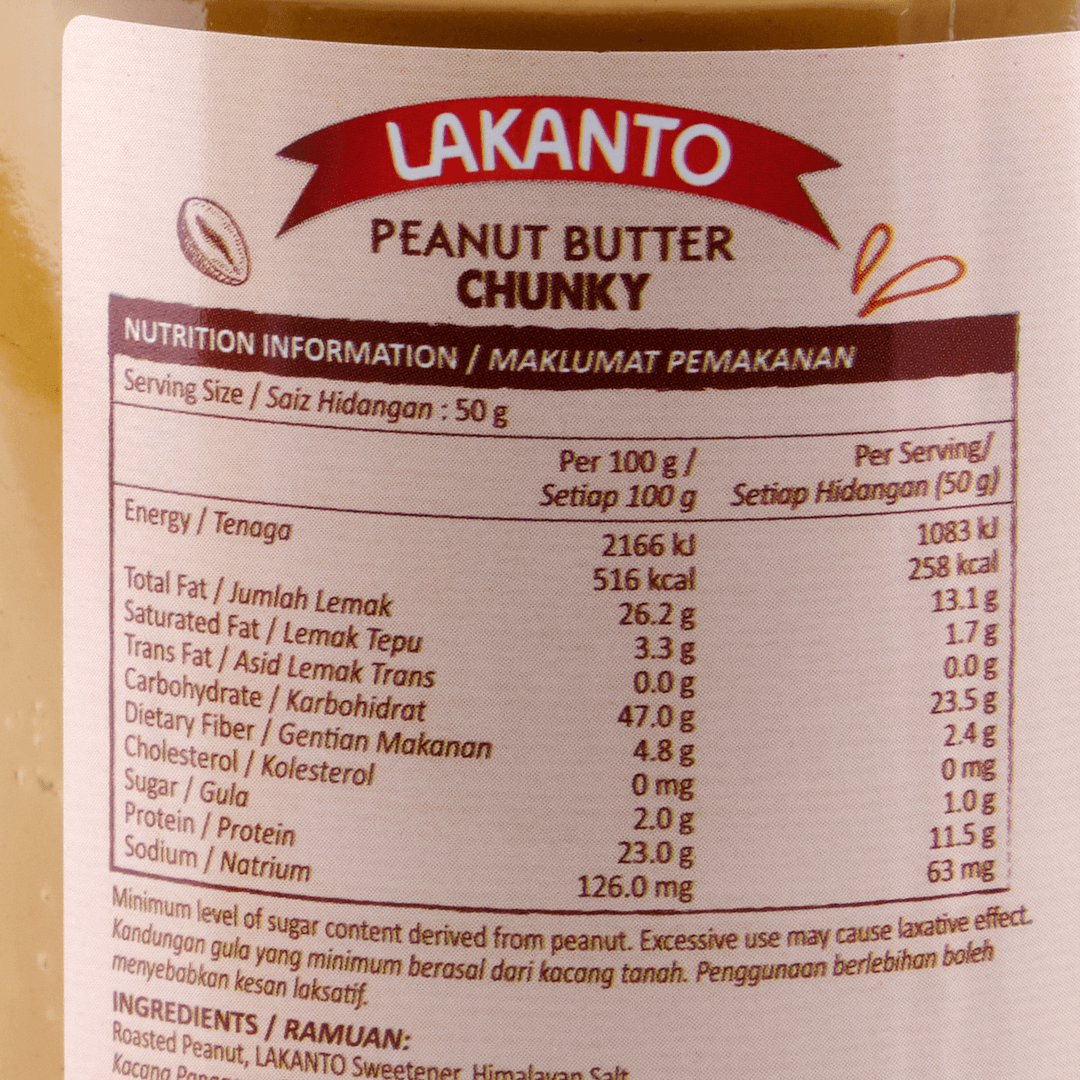 LAKANTO
PEANUT BUTTER
CHUNKY
NUTRITION INFORMATION / MAKLUMAT PEMAKANAN
Serving Size / Saiz Hidangan : 50 g
Per 100 g / Per Serving/
Setiap 100 g Setiap Hidangan (50 g)
Energy / Tenaga 2166 kJ 1083 kJ
516 kcal 258 kcal
Total Fat / Jumlah Lemak 26.2 g 13.1 g
Saturated Fat / Lemak Tepu 3.3 g 1.7 g
Trans Fat / Asid Lemak Trans 0.0 g 0.0 g
Carbohydrate / Karbohidrat 47.0 g 23.5 g
Dietary Fiber / Gentian Makanan 4.8 g 2.4 g
Cholesterol / Kolesterol 0 mg 0 mg
Sugar / Gula 2.0 g 1.0 g
Protein / Protein 23.0 g 11.5 g
Sodium / Natrium 126.0 mg 63 mg
Minimum level of sugar content derived from peanut. Excessive use may cause laxative effect.
Kandungan gula yang minimum berasal dari kacang tanah. Penggunaan berlebihan boleh
menyebabkan kesan laksatif.
INGREDIENTS / RAMUAN:
Roasted Peanut, LAKANTO Sweetener, Himalayan Salt
Kacang